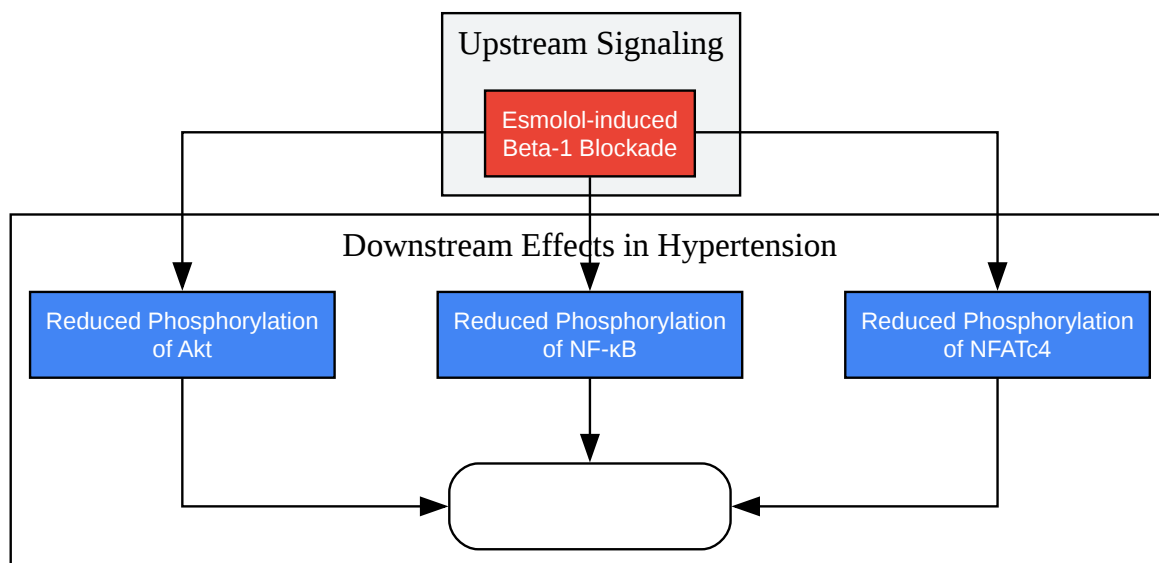 Upstream Signaling
Esmolol-induced
Beta-1 Blockade
Downstream Effects in Hypertension
Reduced Phosphorylation
of Akt
Reduced Phosphorylation
of NF-κB
Reduced Phosphorylation
of NFATc4